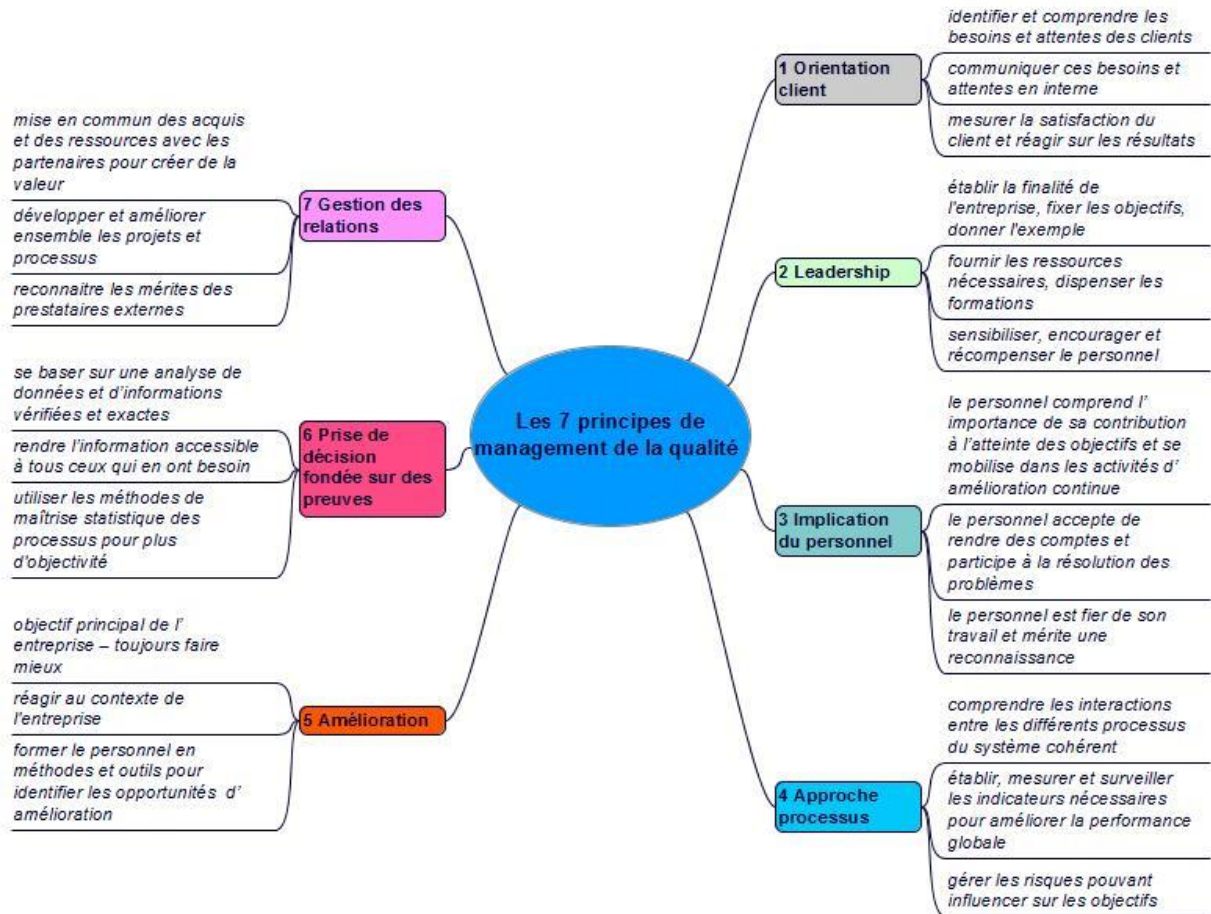 Les 7 principes de
management de la qualité
1 Orientation
client
identifier et comprendre les
besoins et attentes des clients
communiquer ces besoins et
attentes en interne
mesurer la satisfaction du
client et réagir sur les résultats
2 Leadership
établir la finalité de
l'entreprise, fixer les objectifs,
donner l'exemple
fournir les ressources
nécessaires, dispenser les
formations
sensibiliser, encourager et
récompenser le personnel
3 Implication
du personnel
le personnel comprend l’
importance de sa contribution
à l’atteinte des objectifs et se
mobilise dans les activités d’
amélioration continue
le personnel accepte de
rendre des comptes et
participe à la résolution des
problèmes
le personnel est fier de son
travail et mérite une
reconnaissance
4 Approche
processus
comprendre les interactions
entre les différents processus
du système cohérent
établir, mesurer et surveiller
les indicateurs nécessaires
pour améliorer la performance
globale
gérer les risques pouvant
influencer sur les objectifs
5 Amélioration
objectif principal de l’
entreprise – toujours faire
mieux
réagir au contexte de
l'entreprise
former le personnel en
méthodes et outils pour
identifier les opportunités d’
amélioration
6 Prise de
décision
fondée sur des
preuves
se baser sur une analyse de
données et d’informations
vérifiées et exactes
rendre l’information accessible
à tous ceux qui en ont besoin
utiliser les méthodes de
maîtrise statistique des
processus pour plus
d'objectivité
7 Gestion des
relations
mise en commun des acquis
et des ressources avec les
partenaires pour créer de la
valeur
développer et améliorer
ensemble les projets et
processus
reconnaitre les mérites des
prestataires externes